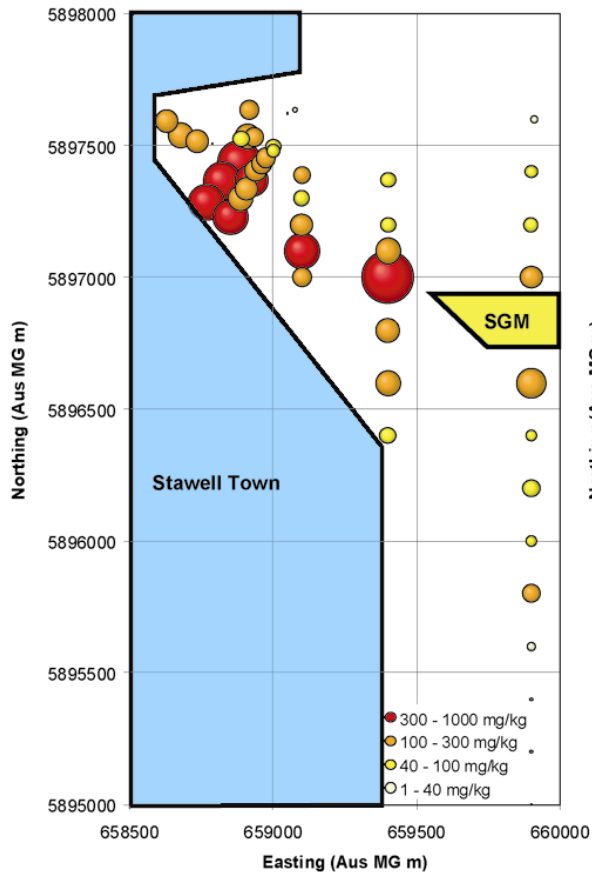 5898000
5897500
5897000
5896500
5896000
5895500
5895000
Northing (Aus MG m)
SGM
Stawell Town
300 - 1000 mg/kg
100 - 300 mg/kg
40 - 100 mg/kg
1 - 40 mg/kg
658500 659000 659500 660000
Easting (Aus MG m)